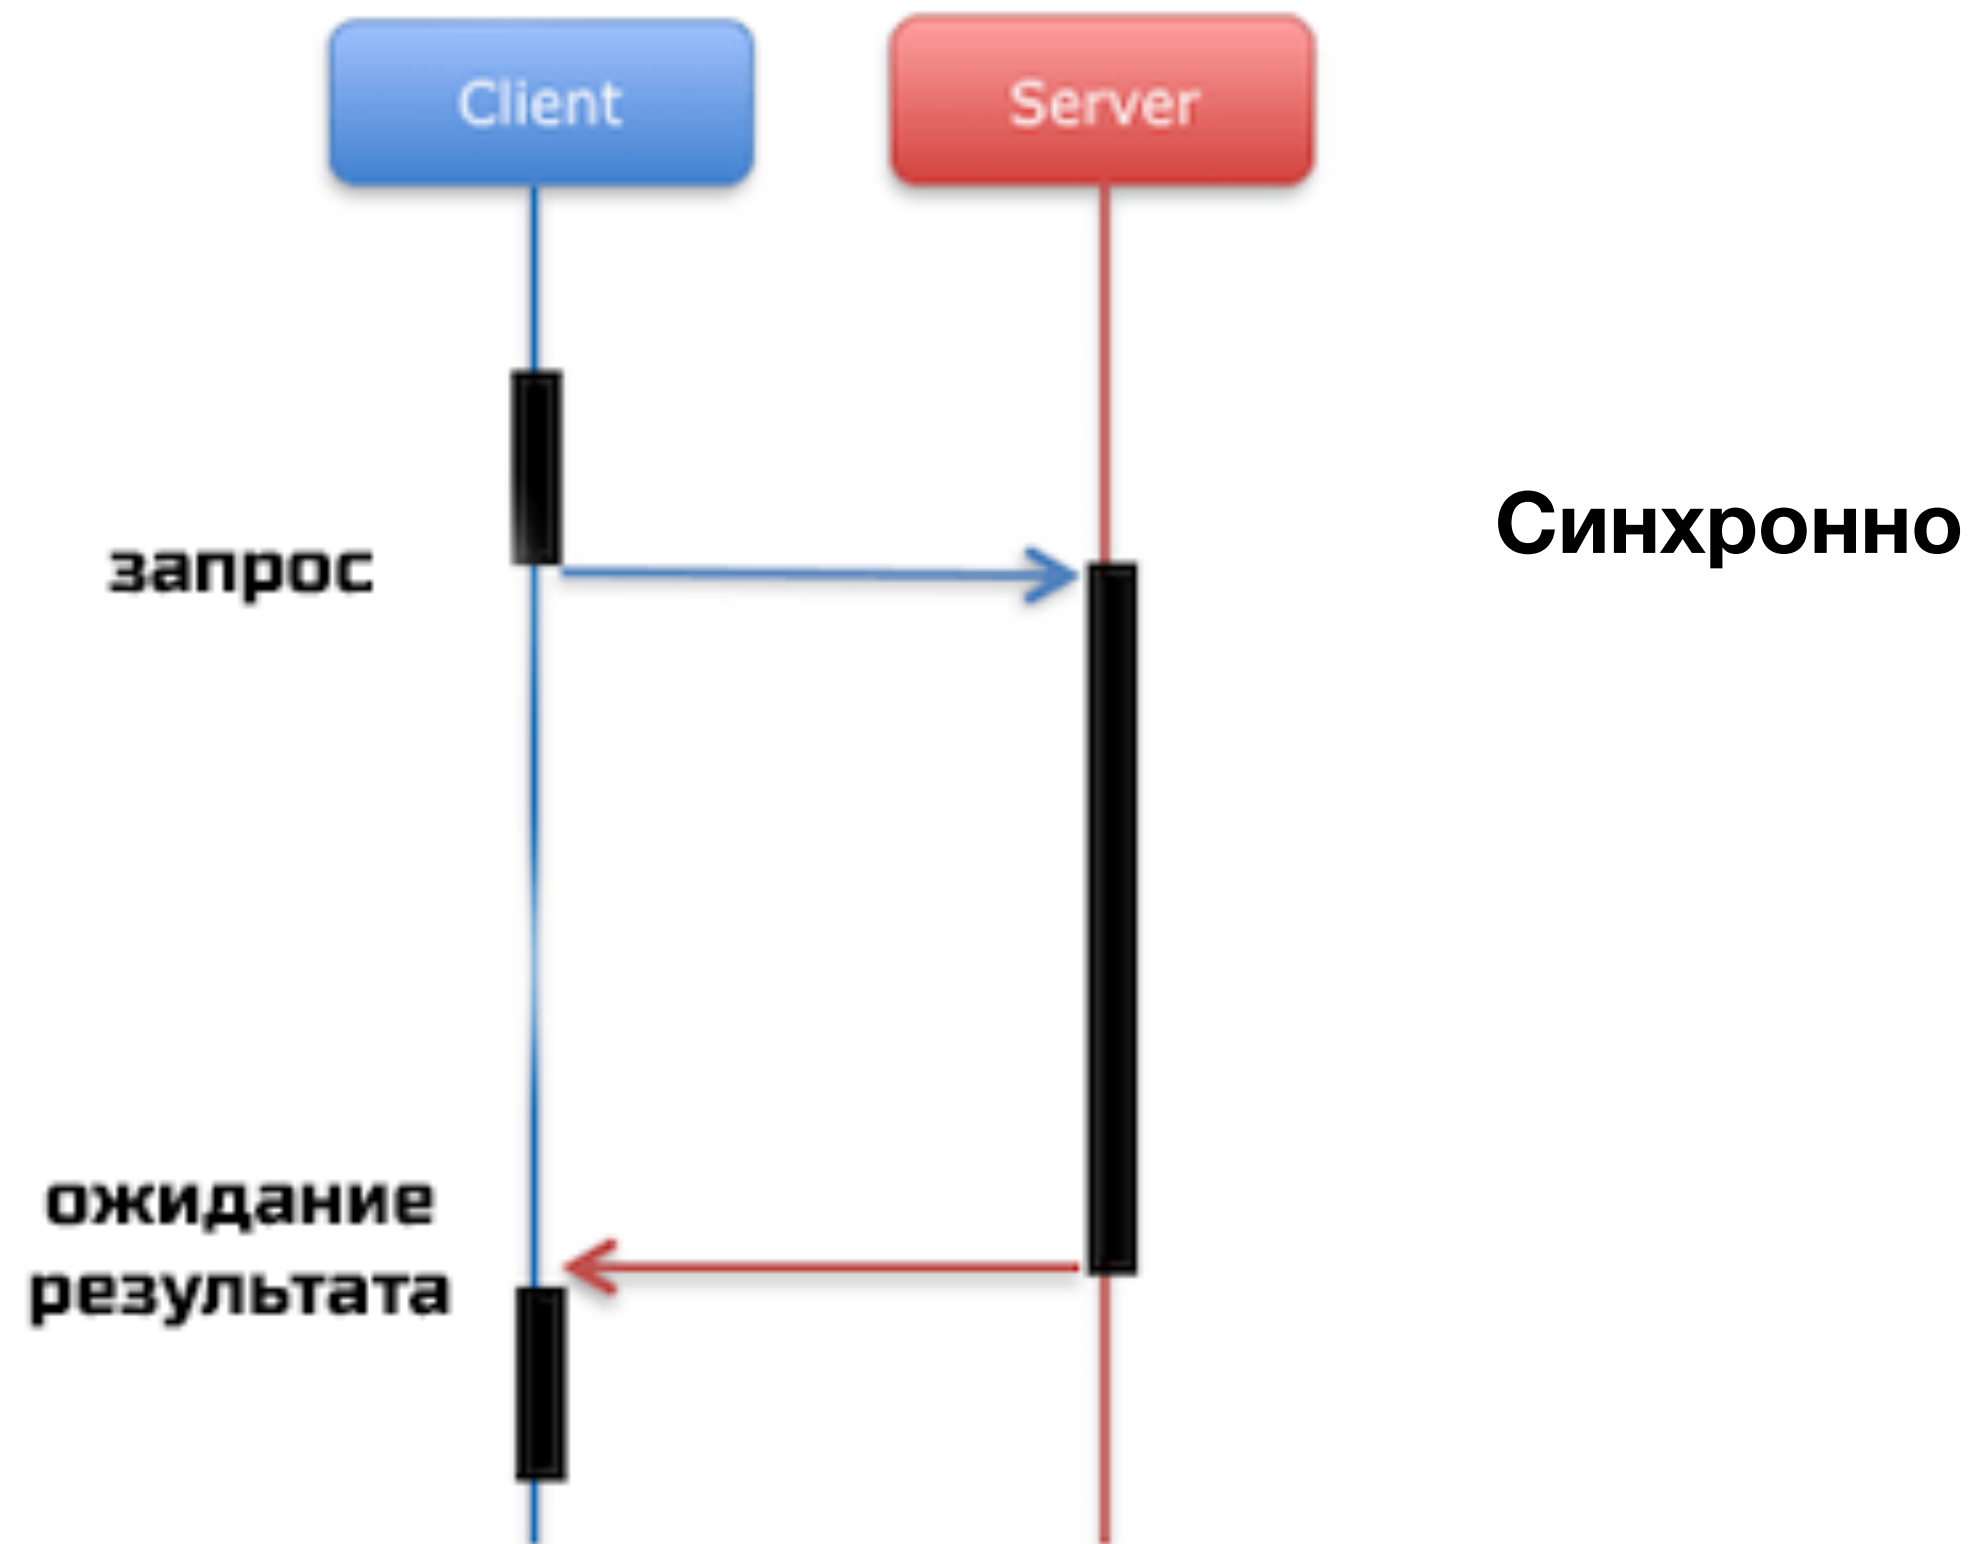 Client
Server
запрос
Синхронно
ожидание
результата